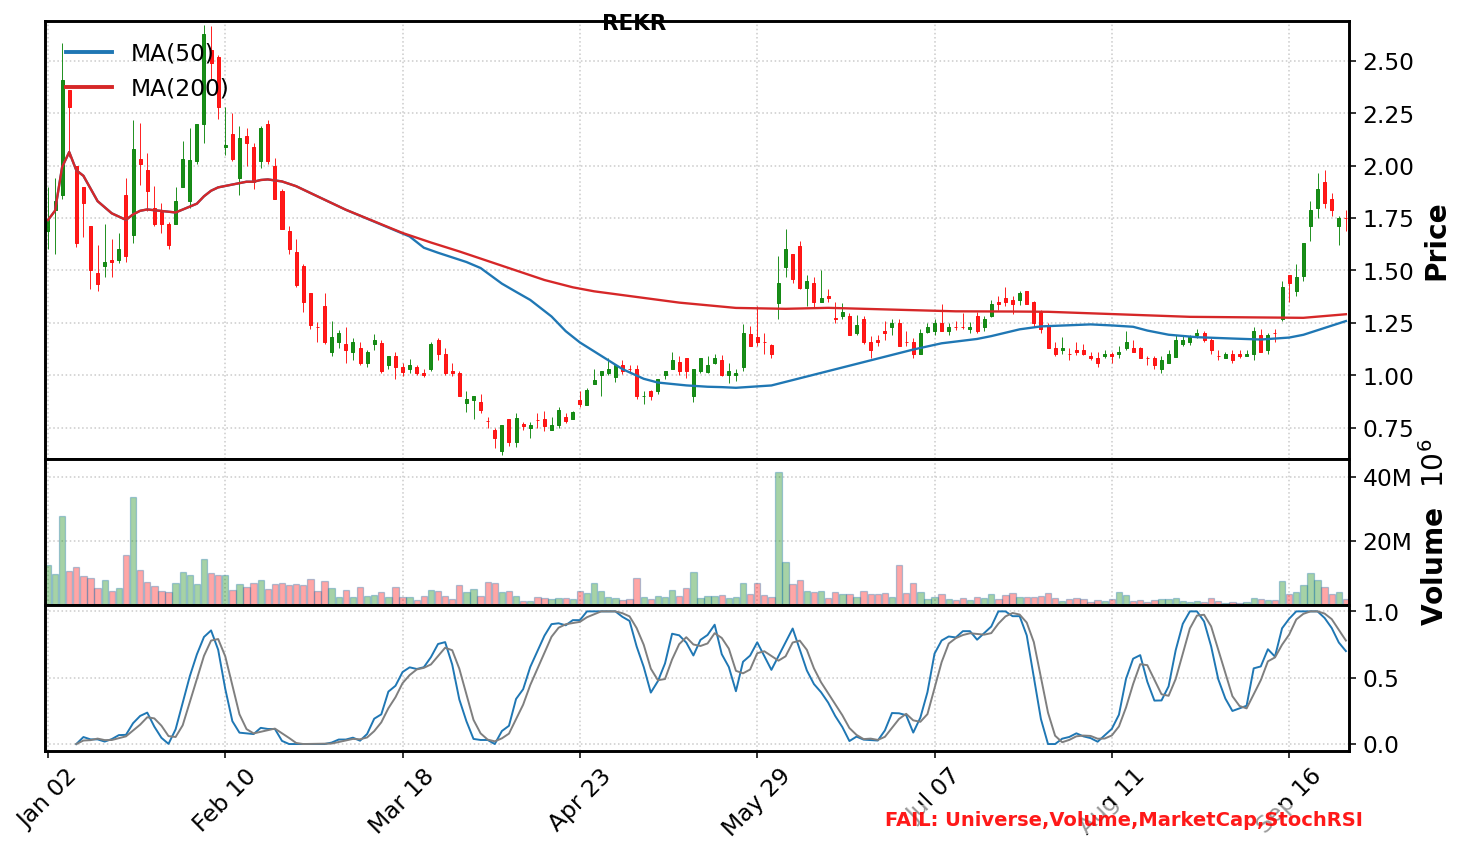 REKR
MA(50)
MA(200)
2.50
2.25
2.00
1.75
1.50
1.25
1.00
0.75
Price
40M
20M
Volume 10^6
1.0
0.5
0.0
Jan 02
Feb 10
Mar 18
Apr 23
May 29
Jul 07
Aug 11
Sep 16
FAIL: Universe,Volume,MarketCap,StochRSI